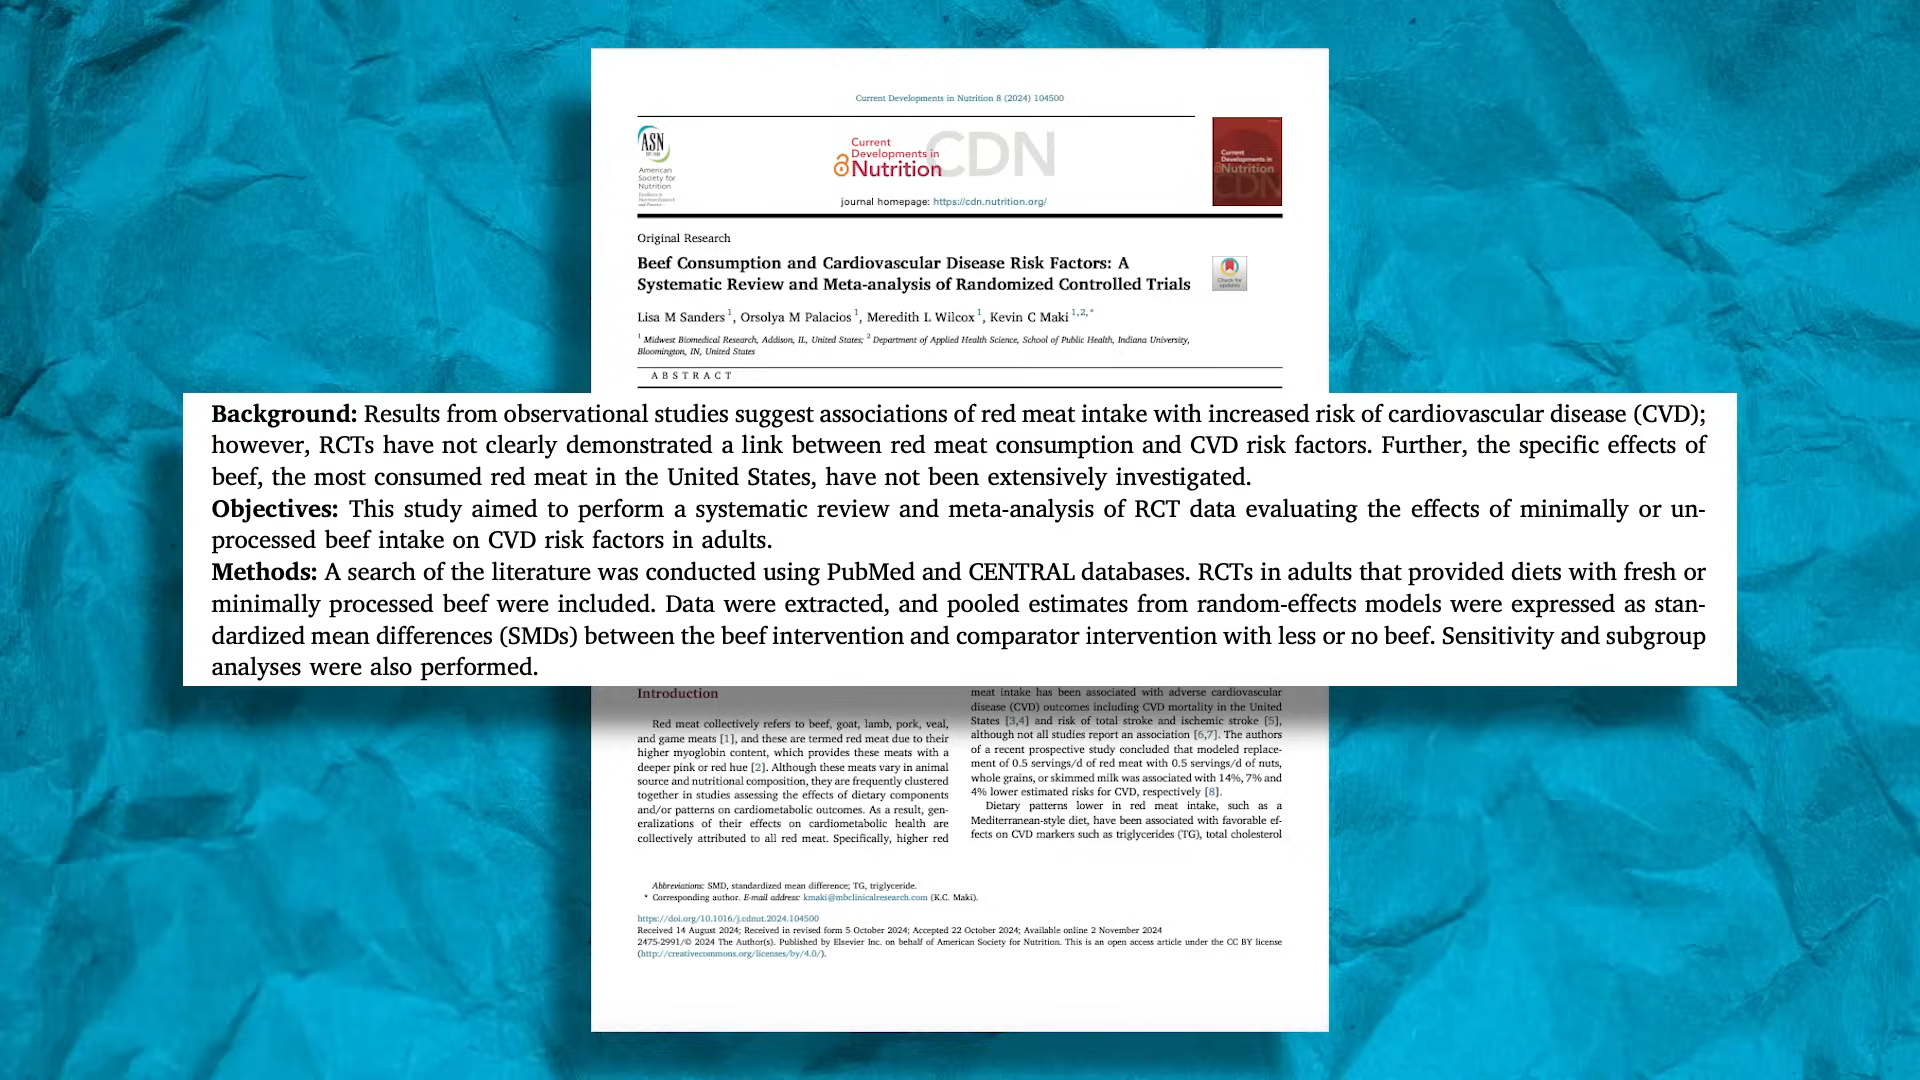 Current Developments in Nutrition 8 (2024) 104500
ASN
American
Society for
Nutrition
Current
Developments in
Nutrition
CDN
journal homepage: https://cdn.nutrition.org/
Current
Developments in
Nutrition
CDN
Original Research
Beef Consumption and Cardiovascular Disease Risk Factors: A
Systematic Review and Meta-analysis of Randomized Controlled Trials
Check for
updates
Lisa M Sanders 1, Orsolya M Palacios 1, Meredith L Wilcox 1, Kevin C Maki 1,2,*
1 Midwest Biomedical Research, Addison, IL, United States; 2 Department of Applied Health Science, School of Public Health, Indiana University,
Bloomington, IN, United States
ABSTRACT
Background: Results from observational studies suggest associations of red meat intake with increased risk of cardiovascular disease (CVD);
however, RCTs have not clearly demonstrated a link between red meat consumption and CVD risk factors. Further, the specific effects of
beef, the most consumed red meat in the United States, have not been extensively investigated.
Objectives: This study aimed to perform a systematic review and meta-analysis of RCT data evaluating the effects of minimally or un-
processed beef intake on CVD risk factors in adults.
Methods: A search of the literature was conducted using PubMed and CENTRAL databases. RCTs in adults that provided diets with fresh or
minimally processed beef were included. Data were extracted, and pooled estimates from random-effects models were expressed as stan-
dardized mean differences (SMDs) between the beef intervention and comparator intervention with less or no beef. Sensitivity and subgroup
analyses were also performed.
Introduction
Red meat collectively refers to beef, goat, lamb, pork, veal,
and game meats [1], and these are termed red meat due to their
higher myoglobin content, which provides these meats with a
deeper pink or red hue [2]. Although these meats vary in animal
source and nutritional composition, they are frequently clustered
together in studies assessing the effects of dietary components
and/or patterns on cardiometabolic outcomes. As a result, gen-
eralizations of their effects on cardiometabolic health are
collectively attributed to all red meat. Specifically, higher red
meat intake has been associated with adverse cardiovascular
disease (CVD) outcomes including CVD mortality in the United
States [3,4] and risk of total stroke and ischemic stroke [5],
although not all studies report an association [6,7]. The authors
of a recent prospective study concluded that modeled replace-
ment of 0.5 servings/d of red meat with 0.5 servings/d of nuts,
whole grains, or skimmed milk was associated with 14%, 7% and
4% lower estimated risks for CVD, respectively [8].
Dietary patterns lower in red meat intake, such as a
Mediterranean-style diet, have been associated with favorable ef-
fects on CVD markers such as triglycerides (TG), total cholesterol
Abbreviations: SMD, standardized mean difference; TG, triglyceride.
* Corresponding author. E-mail address: kmaki@mbclinicalresearch.com (K.C. Maki).
https://doi.org/10.1016/j.cdnut.2024.104500
Received 14 August 2024; Received in revised form 5 October 2024; Accepted 22 October 2024; Available online 2 November 2024
2475-2991/© 2024 The Author(s). Published by Elsevier Inc. on behalf of American Society for Nutrition. This is an open access article under the CC BY license
(http://creativecommons.org/licenses/by/4.0/).